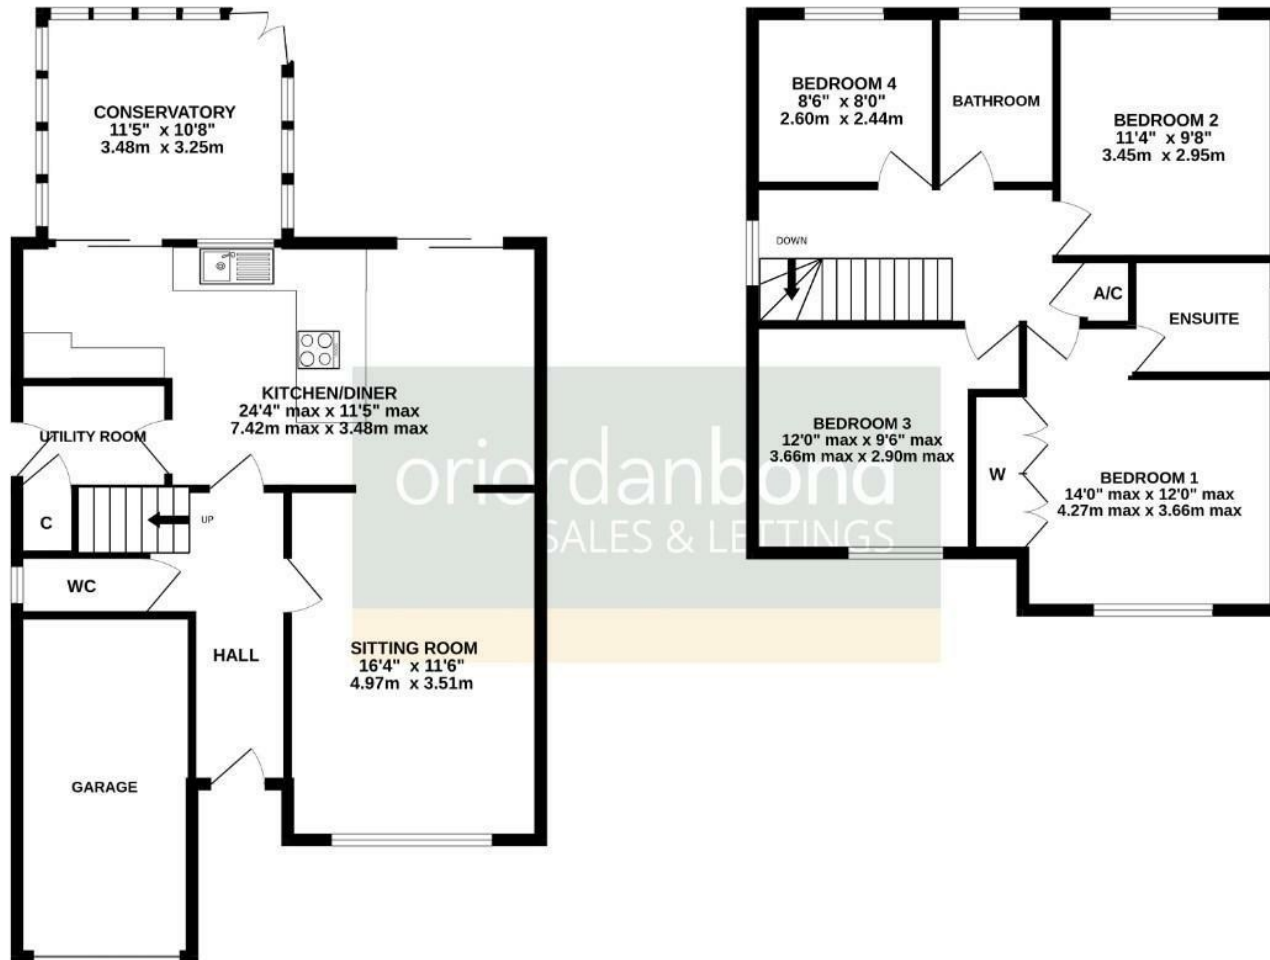 CONSERVATORY
11'5" x 10'8"
3.48m x 3.25m
KITCHEN/DINER
24'4" max x 11'5" max
7.42m max x 3.48m max
UTILITY ROOM
C
UP
WC
HALL
SITTING ROOM
16'4" x 11'6"
4.97m x 3.51m
GARAGE
BEDROOM 4
8'6" x 8'0"
2.60m x 2.44m
BATHROOM
BEDROOM 2
11'4" x 9'8"
3.45m x 2.95m
DOWN
A/C
ENSUITE
BEDROOM 3
12'0" max x 9'6" max
3.66m max x 2.90m max
W
BEDROOM 1
14'0" max x 12'0" max
4.27m max x 3.66m max
oriordanbond
SALES & LETTINGS